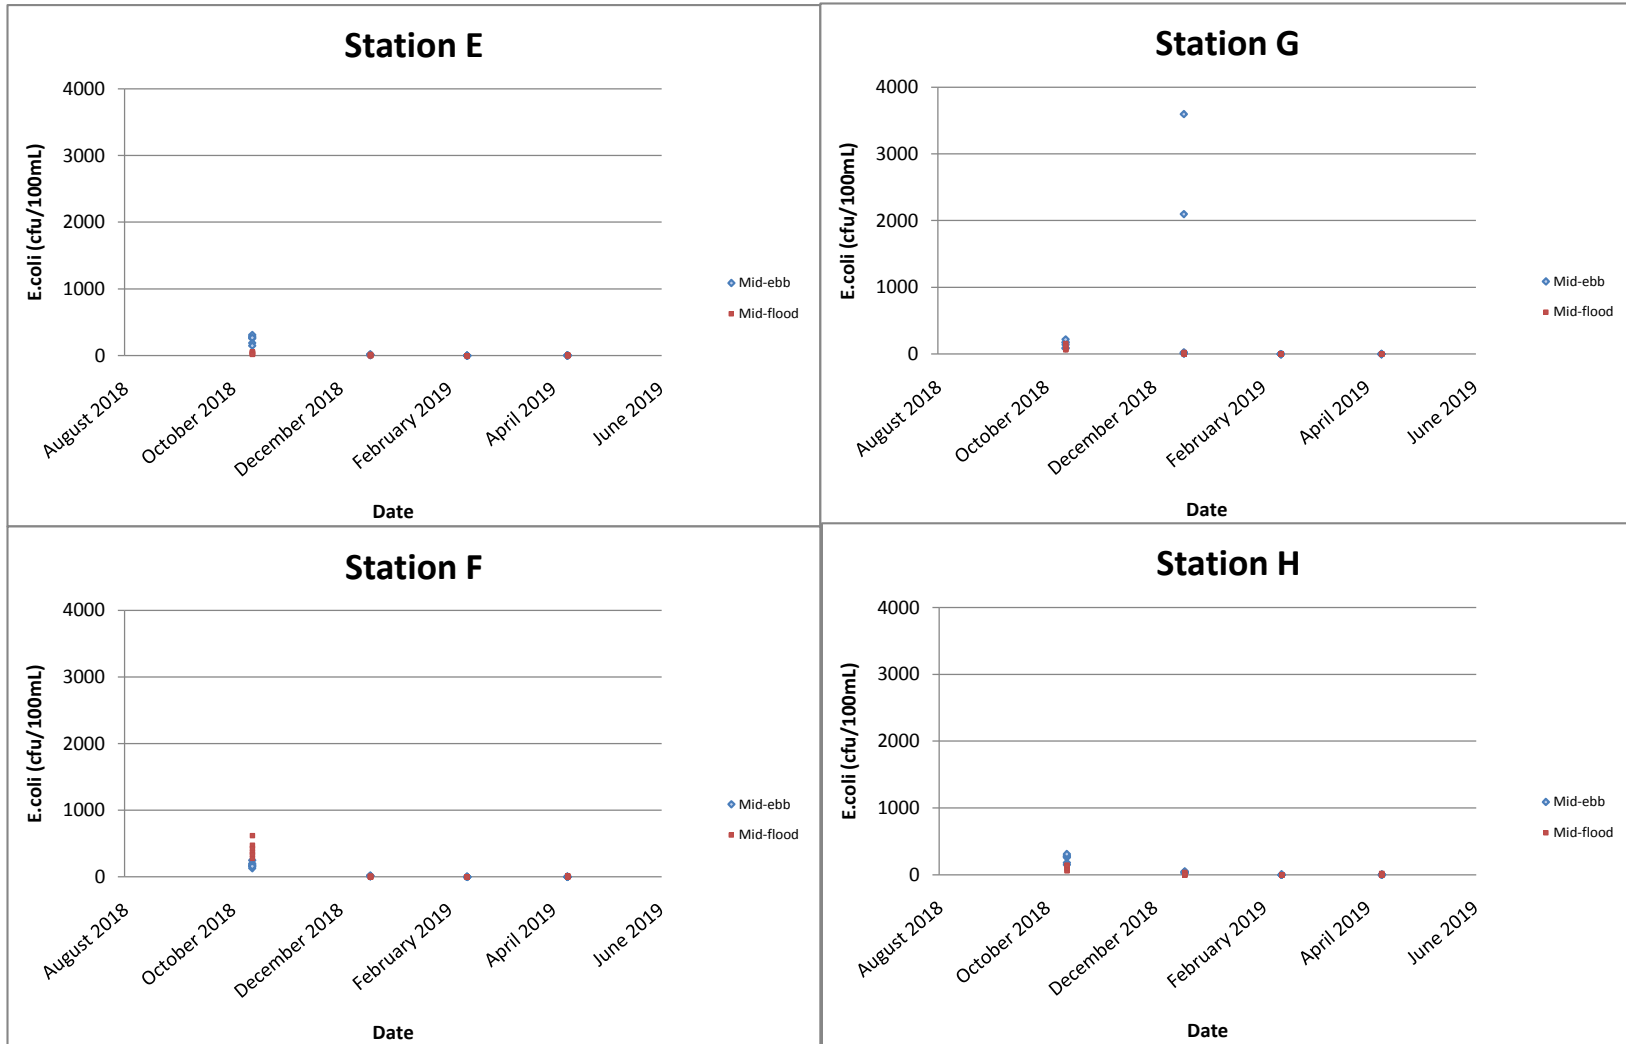 Station E
4000
3000
2000
1000
0
E.coli (cfu/100mL)
August 2018
October 2018
December 2018
February 2019
April 2019
June 2019
Date
Mid-ebb
Mid-flood
Station G
4000
3000
2000
1000
0
E.coli (cfu/100mL)
August 2018
October 2018
December 2018
February 2019
April 2019
June 2019
Date
Mid-ebb
Mid-flood
Station F
4000
3000
2000
1000
0
E.coli (cfu/100mL)
August 2018
October 2018
December 2018
February 2019
April 2019
June 2019
Date
Mid-ebb
Mid-flood
Station H
4000
3000
2000
1000
0
E.coli (cfu/100mL)
August 2018
October 2018
December 2018
February 2019
April 2019
June 2019
Date
Mid-ebb
Mid-flood